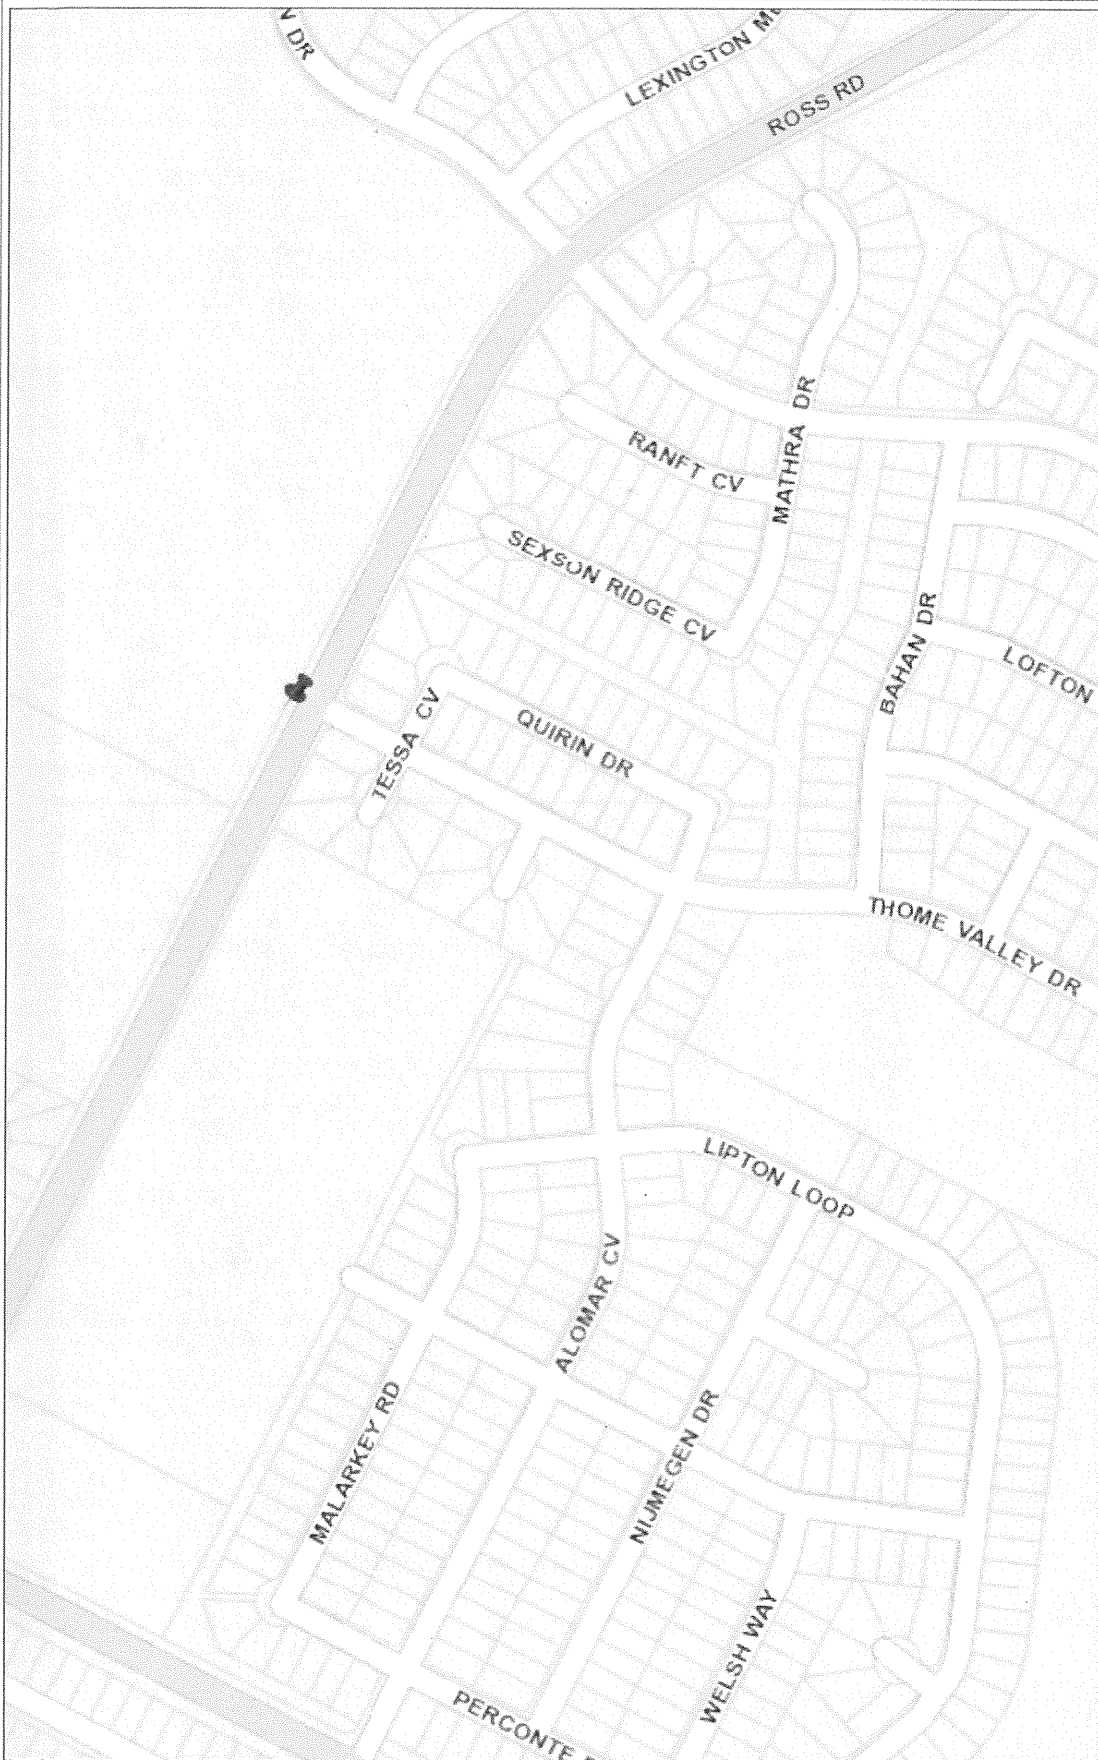 DR
LEXINGTON
ROSS RD
MATHRA DR
RANFT CV
SEXSON RIDGE CV
BAHAN DR
LOFTON
TESSA CV
QUIRIN DR
THOME VALLEY DR
LIPTON LOOP
ALOMAR CV
MALARKEY RD
NIJMEGEN DR
WELSH WAY
PERCONTE